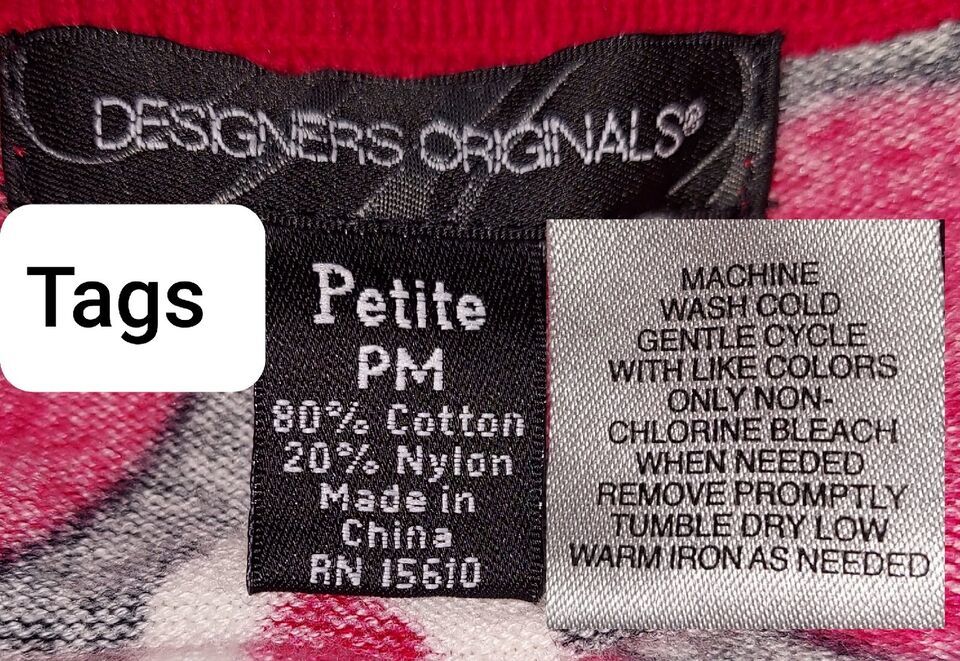 DESIGNERS ORIGINALS®
Tags
Petite
PM
80% Cotton
20% Nylon
Made in
China
RN 15610
MACHINE
WASH COLD
GENTLE CYCLE
WITH LIKE COLORS
ONLY NON-
CHLORINE BLEACH
WHEN NEEDED
REMOVE PROMPTLY
TUMBLE DRY LOW
WARM IRON AS NEEDED